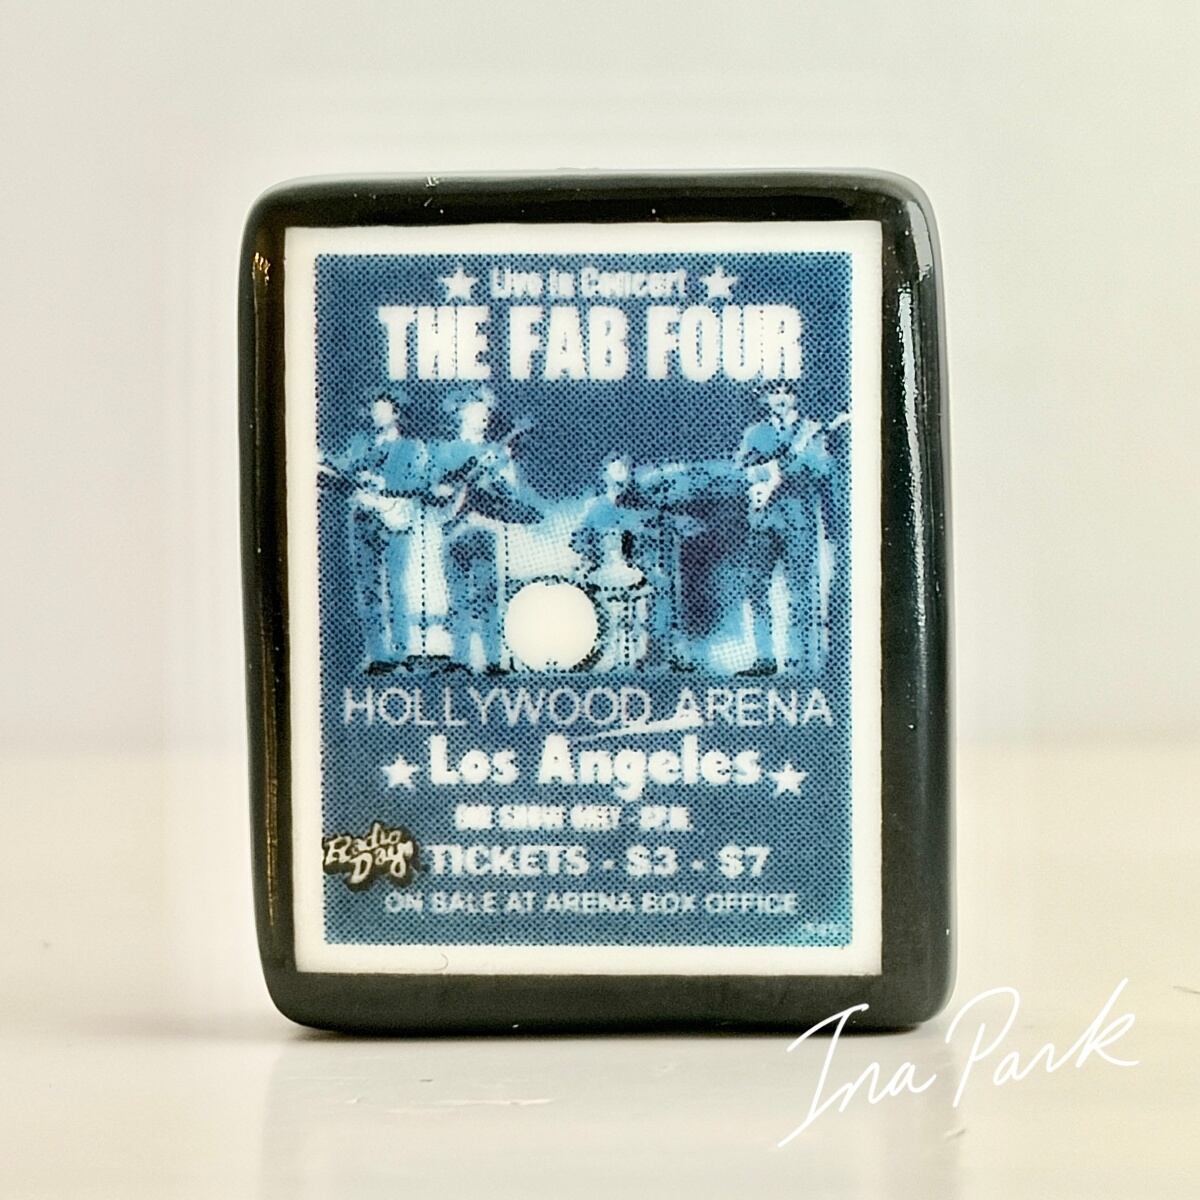 Live in Concert
THE FAB FOUR
HOLLYWOOD ARENA
Los Angeles
Radio
Days
TICKETS - $3 - $7
ON SALE AT ARENA BOX OFFICE
Ina Park